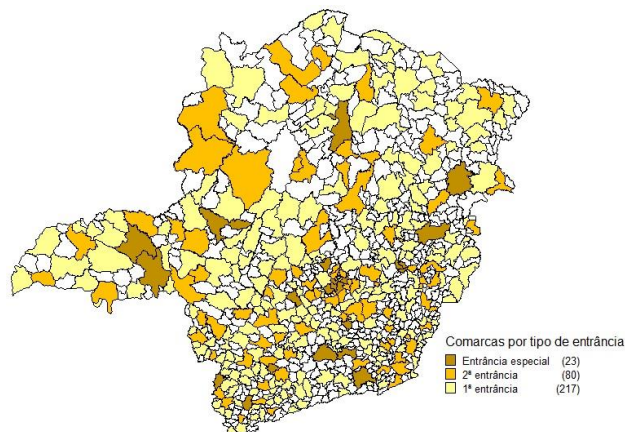 Comarcas por tipo de entrância
Entrância especial (23)
2ª entrância (80)
1ª entrância (217)